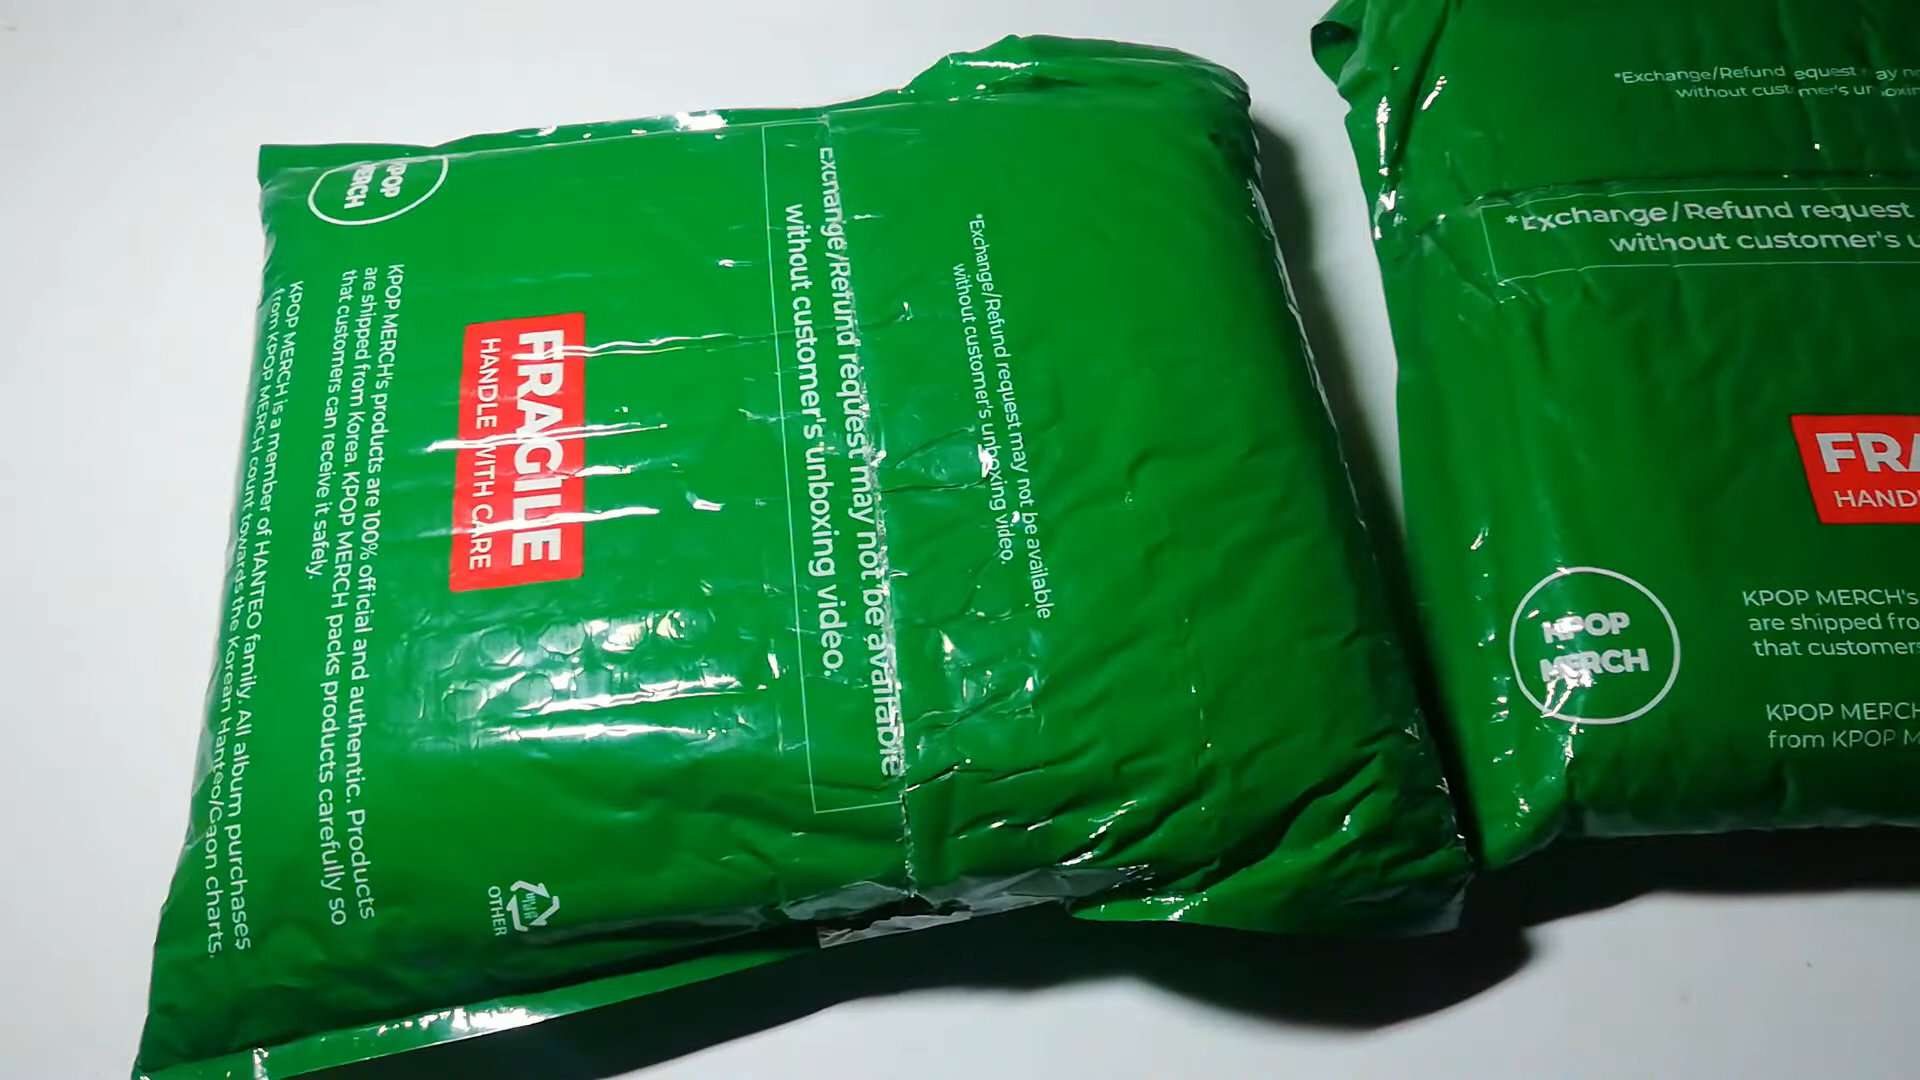 KPOP
MERCH
KPOP MERCH's products are 100% official and authentic. Products
are shipped from Korea. KPOP MERCH packs products carefully so
that customers can receive it safely.
KPOP MERCH is a member of HANTEO family. All album purchases
from KPOP MERCH count towards the Korean Hanteo/Gaon charts.
FRAGILE
HANDLE WITH CARE
Exchange/Refund request may not be available
without customer's unboxing video.
*Exchange/Refund request may not be available
without customer's unboxing video.
OTHER
*Exchange/Refund equest ay
without customer's
*Exchange/Refund request
without customer's
FRA
HAND
KPOP
MERCH
KPOP MERCH's
are shipped fro
that customers
KPOP MERCH
from KPOP M